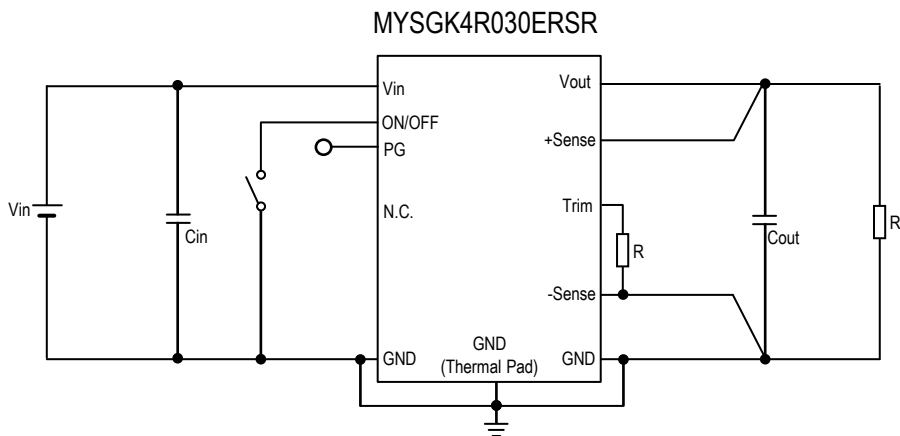 MYSGK4R030ERSR
Vin
Vout
ON/OFF
+Sense
PG
Vin
Cin
N.C.
Trim
R
Cout
R
-Sense
GND
GND
(Thermal Pad)
GND